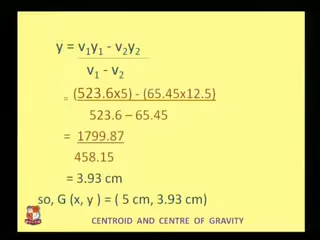 y = v₁y₁ - v₂y₂
v₁ - v₂
= (523.6x5) - (65.45x12.5)
523.6 – 65.45
= 1799.87
458.15
= 3.93 cm
so, G (x, y ) = ( 5 cm, 3.93 cm)
CENTROID AND CENTRE OF GRAVITY